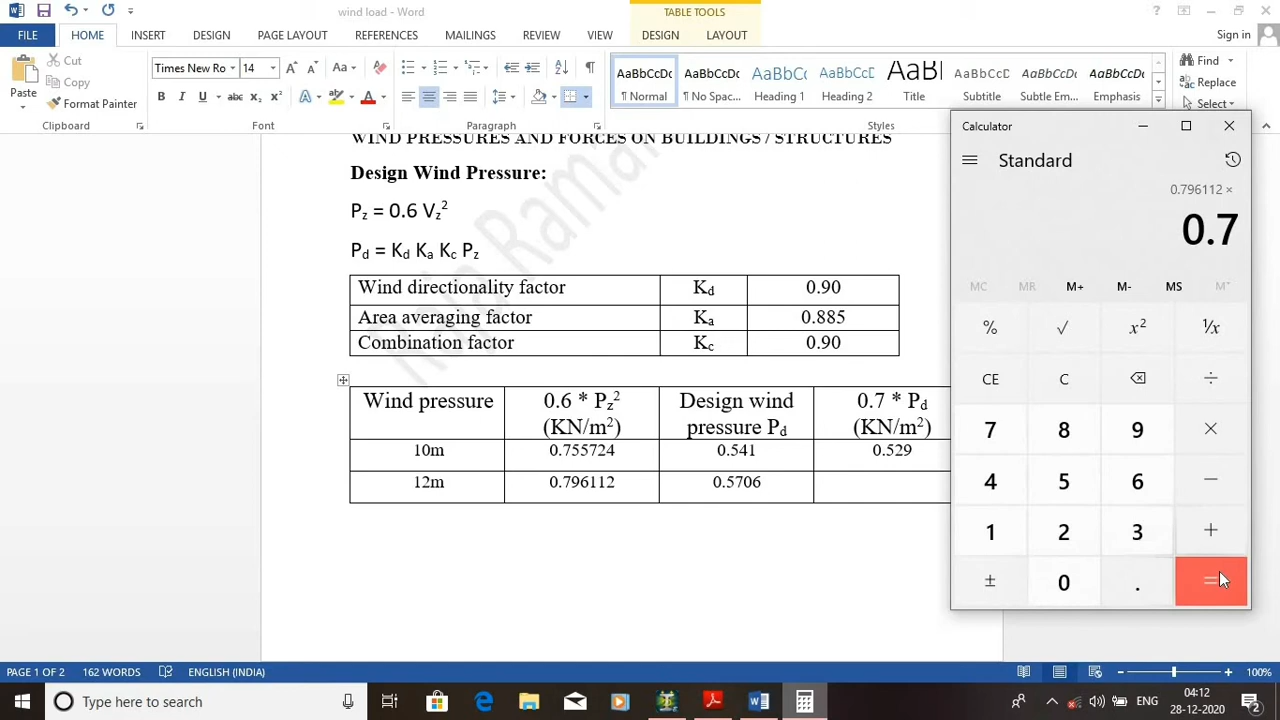 wind load - Word
TABLE TOOLS
?
FILE
HOME
INSERT
DESIGN
PAGE LAYOUT
REFERENCES
MAILINGS
REVIEW
VIEW
DESIGN
LAYOUT
Sign in
Paste
Cut
Copy
Format Painter
Clipboard
Times New Ro
14
Aa
B I U abc x₂ x²
Font
Paragraph
AaBbCcDc AaBbCcDc AaBbCc AaBbCcD AaBl AaBbCcD AaBbCcDc AaBbCcDc
¶ Normal ¶ No Spac... Heading 1 Heading 2 Title Subtitle Subtle Em... Emphasis
Styles
Find
Replace
Select
WIND PRESSURES AND FORCES ON BUILDINGS / STRUCTURES
Design Wind Pressure:
Pz = 0.6 Vz²
Pd = Kd Ka Kc Pz
Wind directionality factor Kd 0.90
Area averaging factor Ka 0.885
Combination factor Kc 0.90
Wind pressure 0.6 * Pz² Design wind 0.7 * Pd
(KN/m²) pressure Pd (KN/m²)
10m 0.755724 0.541 0.529
12m 0.796112 0.5706
Calculator
Standard
0.796112 ×
0.7
MC MR M+ M- MS M˅
% √ x² ¹/x
CE C ⌫ ÷
7 8 9 ×
4 5 6 −
1 2 3 +
± 0 . =
PAGE 1 OF 2
162 WORDS
ENGLISH (INDIA)
100%
Type here to search
ENG
04:12
28-12-2020
2